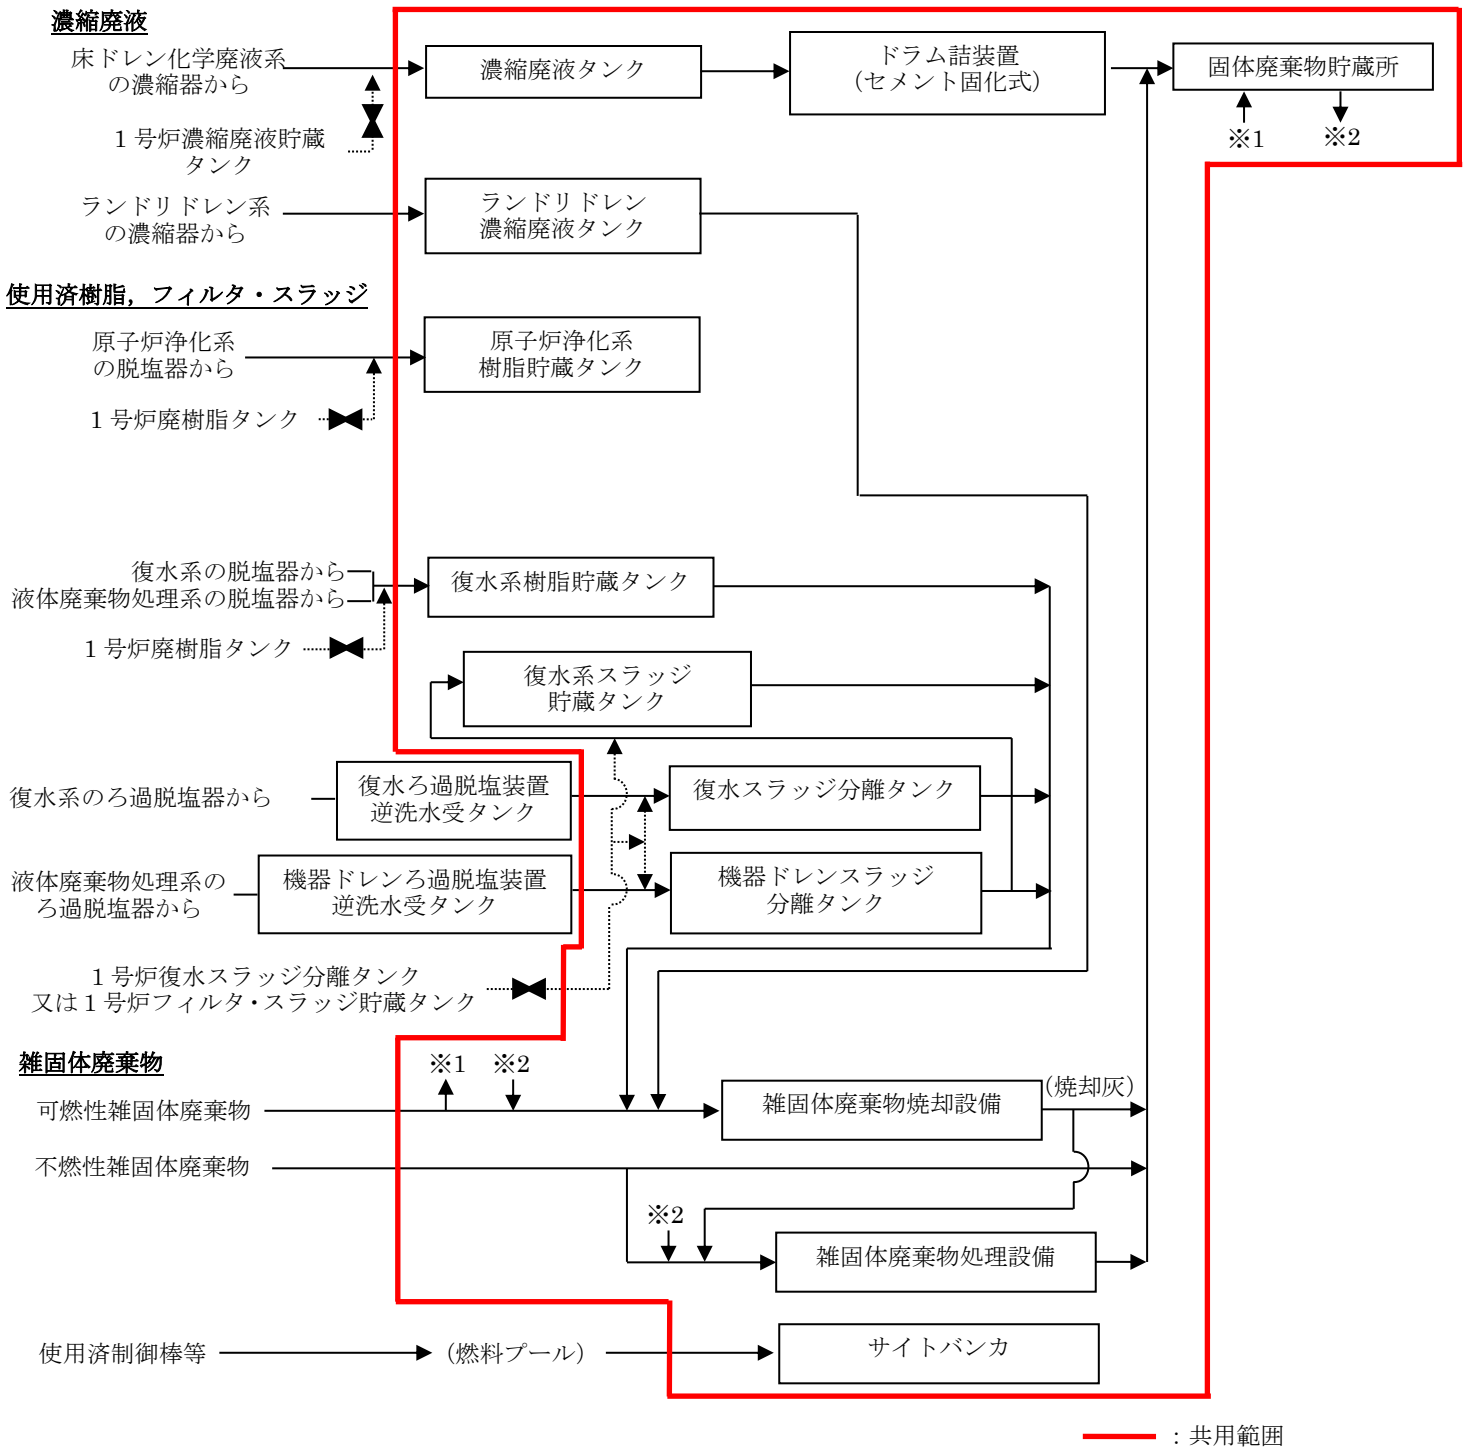 濃縮廃液
床ドレン化学廃液系
の濃縮器から
濃縮廃液タンク
ドラム詰装置
（セメント固化式）
固体廃棄物貯蔵所
※1
※2
１号炉濃縮廃液貯蔵
タンク
ランドリドレン系
の濃縮器から
ランドリドレン
濃縮廃液タンク
使用済樹脂，フィルタ・スラッジ
原子炉浄化系
の脱塩器から
原子炉浄化系
樹脂貯蔵タンク
１号炉廃樹脂タンク
復水系の脱塩器から
液体廃棄物処理系の脱塩器から
復水系樹脂貯蔵タンク
１号炉廃樹脂タンク
復水系スラッジ
貯蔵タンク
復水系のろ過脱塩器から
復水ろ過脱塩装置
逆洗水受タンク
復水スラッジ分離タンク
液体廃棄物処理系の
ろ過脱塩器から
機器ドレンろ過脱塩装置
逆洗水受タンク
機器ドレンスラッジ
分離タンク
１号炉復水スラッジ分離タンク
又は１号炉フィルタ・スラッジ貯蔵タンク
雑固体廃棄物
※1
※2
可燃性雑固体廃棄物
雑固体廃棄物焼却設備
（焼却灰）
不燃性雑固体廃棄物
※2
雑固体廃棄物処理設備
使用済制御棒等
（燃料プール）
サイトバンカ
：共用範囲